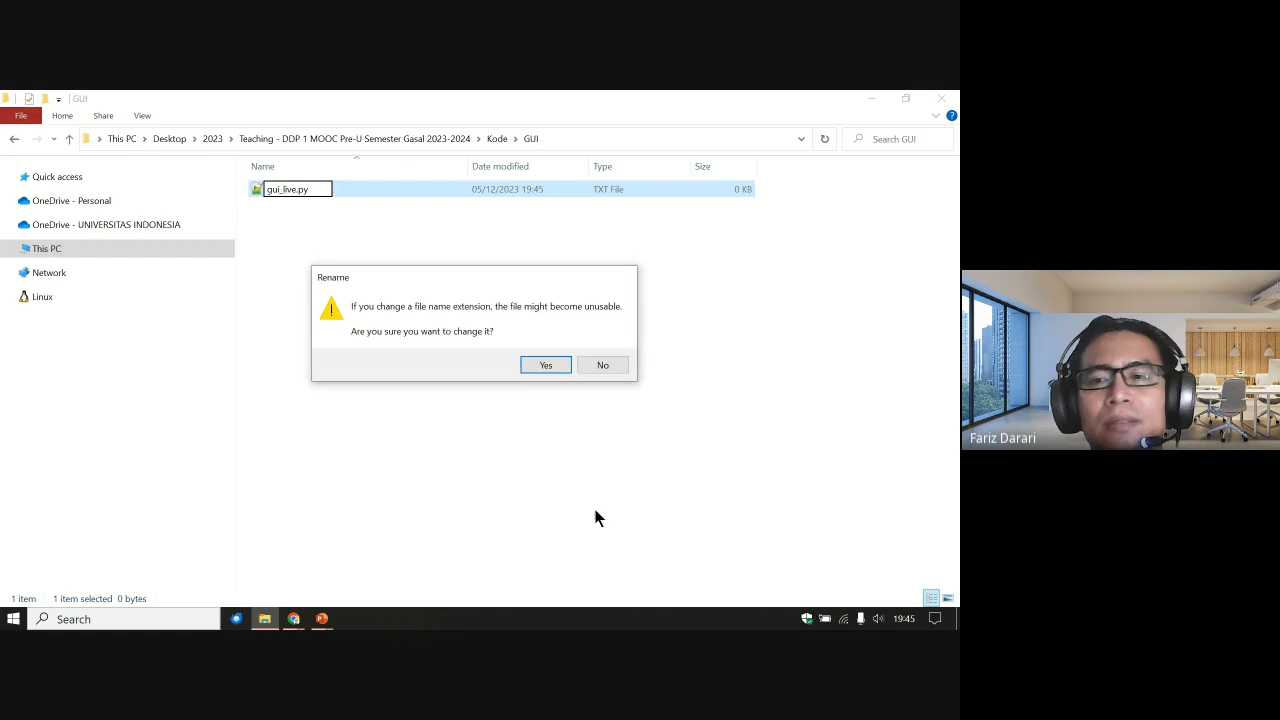 GUI
File
Home
Share
View
This PC
Desktop
2023
Teaching - DDP 1 MOOC Pre-U Semester Gasal 2023-2024
Kode
GUI
Search GUI
Name
Date modified
Type
Size
gui_live.py
05/12/2023 19:45
TXT File
0 KB
Quick access
OneDrive - Personal
OneDrive - UNIVERSITAS INDONESIA
This PC
Network
Linux
Rename
If you change a file name extension, the file might become unusable.
Are you sure you want to change it?
Yes
No
Fariz Darari
1 item
1 item selected 0 bytes
Search
19:45